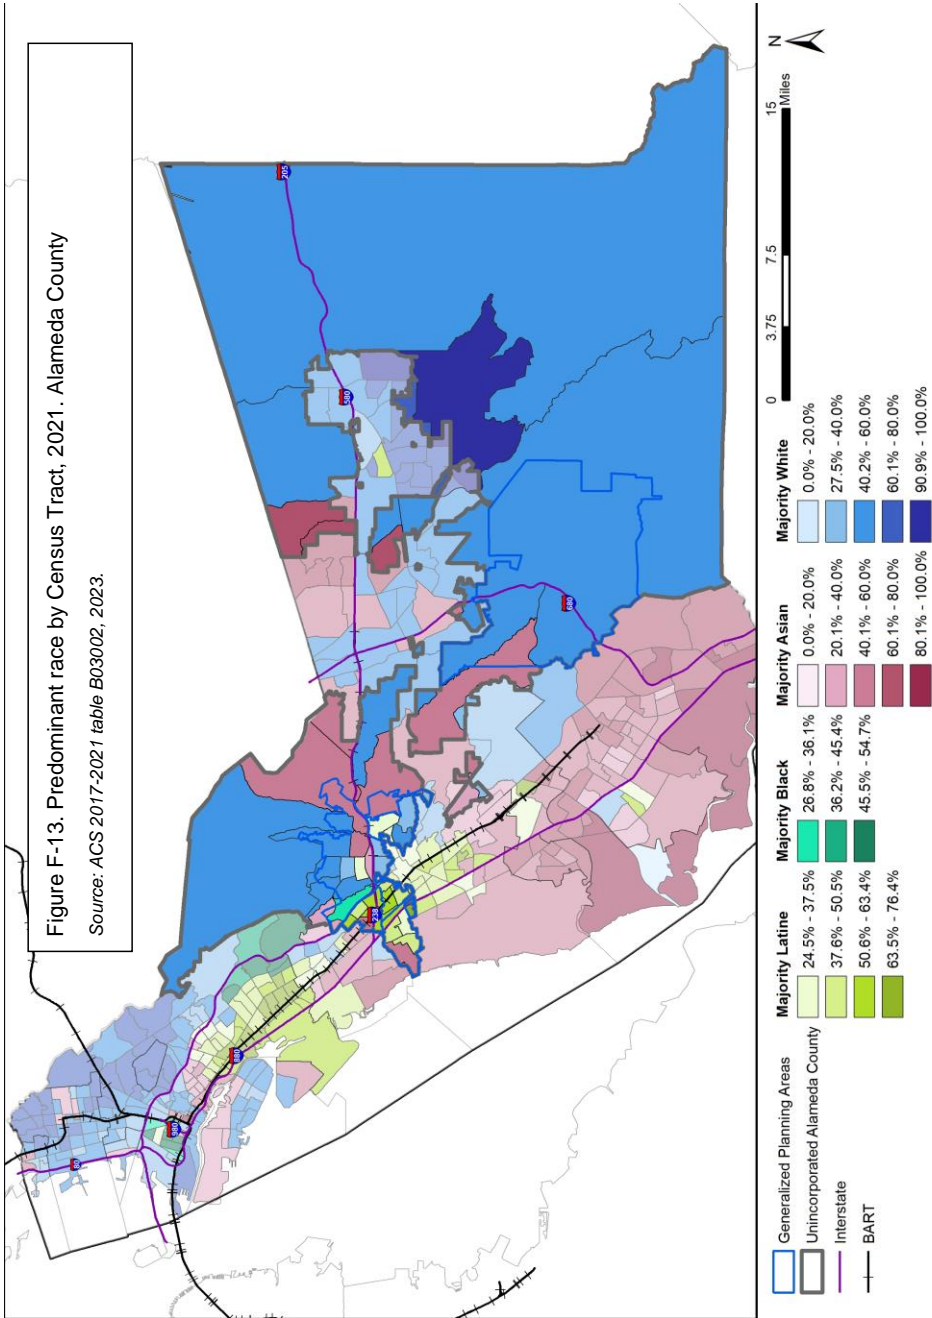 Figure F-13. Predominant race by Census Tract, 2021. Alameda County
Source: ACS 2017-2021 table B03002, 2023.
80
980
880
238
680
580
205
N
0 3.75 7.5 15
Miles
Generalized Planning Areas
Unincorporated Alameda County
Interstate
BART
Majority Latine
24.5% - 37.5%
37.6% - 50.5%
50.6% - 63.4%
63.5% - 76.4%
Majority Black
26.8% - 36.1%
36.2% - 45.4%
45.5% - 54.7%
Majority Asian
0.0% - 20.0%
20.1% - 40.0%
40.1% - 60.0%
60.1% - 80.0%
80.1% - 100.0%
Majority White
0.0% - 20.0%
27.5% - 40.0%
40.2% - 60.0%
60.1% - 80.0%
90.9% - 100.0%